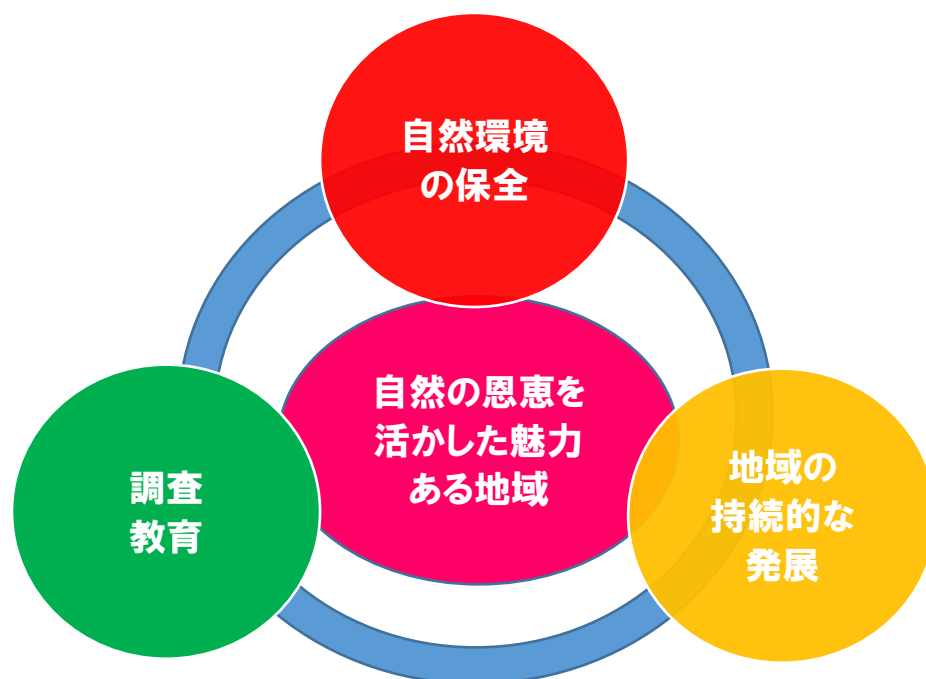 自然環境
の保全
自然の恩恵を
活かした魅力
ある地域
調査
教育
地域の
持続的な
発展